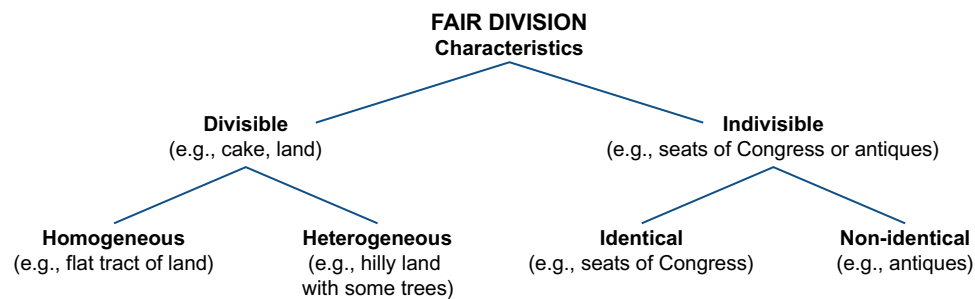 FAIR DIVISION
Characteristics
Divisible
(e.g., cake, land)
Indivisible
(e.g., seats of Congress or antiques)
Homogeneous
(e.g., flat tract of land)
Heterogeneous
(e.g., hilly land
with some trees)
Identical
(e.g., seats of Congress)
Non-identical
(e.g., antiques)